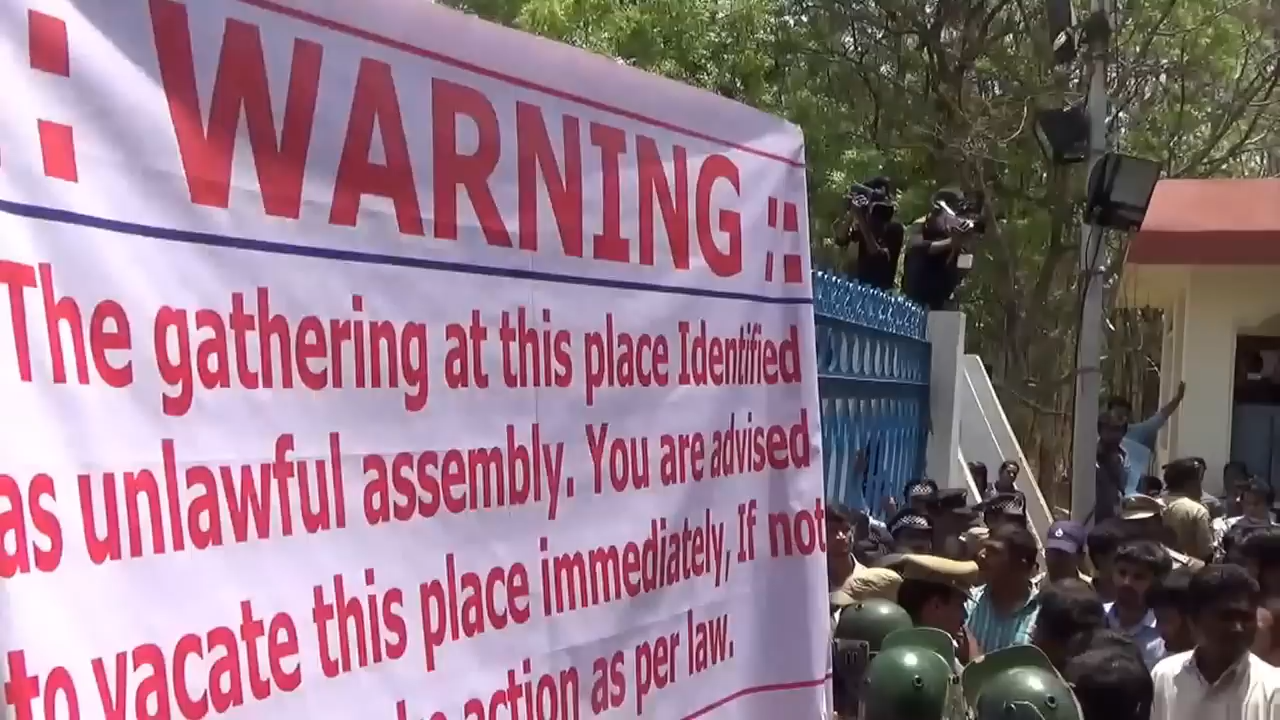 :: WARNING ::
The gathering at this place Identified
as unlawful assembly. You are advised
to vacate this place immediately, If not
action as per law.